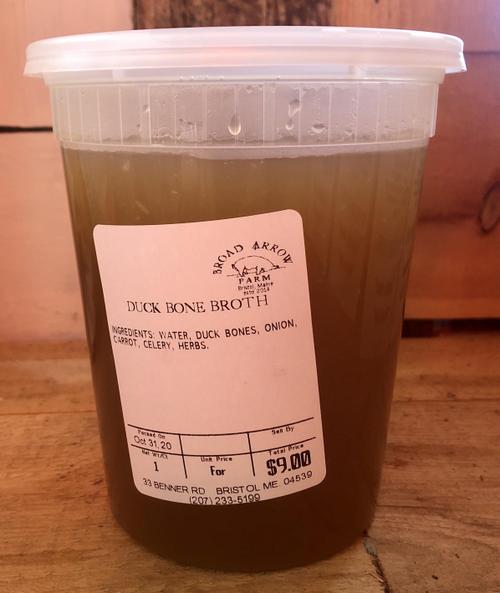 BROAD ARROW
FARM
Bristol, Maine
DUCK BONE BROTH
INGREDIENTS: WATER, DUCK BONES, ONION,
CARROT, CELERY, HERBS.
Packed On
Oct 31,20
Sell By
Net Wt/Ct
1
Unit Price
For
Total Price
$9.00
33 BENNER RD BRISTOL ME 04539
(207) 233-5199